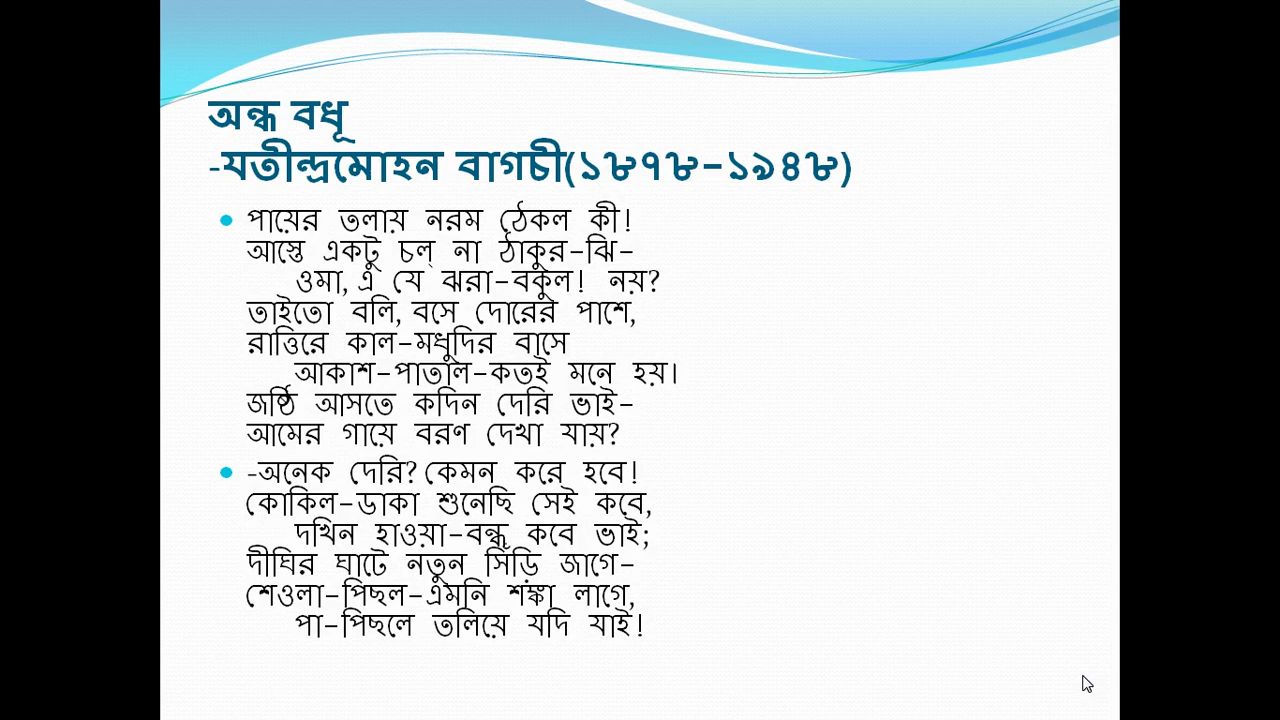 অন্ধ বধূ
-যতীন্দ্রমোহন বাগচী(১৮৭৮-১৯৪৮)
পায়ের তলায় নরম ঠেকল কী!
আস্তে একটু চল্ না ঠাকুর-ঝি-
ওমা, এ যে ঝরা-বকুল! নয়?
তাইতো বলি, বসে দোরের পাশে,
রাত্তিরে কাল-মধুদির বাসে
আকাশ-পাতাল-কতই মনে হয়।
জষ্ঠি আসতে কদিন দেরি ভাই-
আমের গায়ে বরণ দেখা যায়?
-অনেক দেরি? কেমন করে হবে!
কোকিল-ডাকা শুনেছি সেই কবে,
দখিন হাওয়া-বন্ধ কবে ভাই;
দীঘির ঘাটে নতুন সিঁড়ি জাগে-
শেওলা-পিছল-এমনি শঙ্কা লাগে,
পা-পিছলে তলিয়ে যদি যাই!